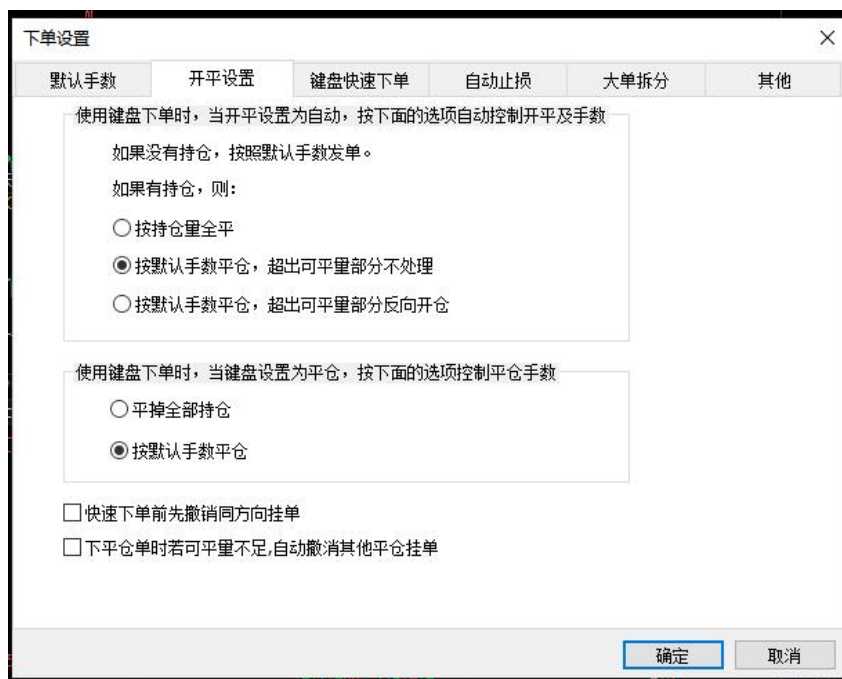 下单设置
默认手数 开平设置 键盘快速下单 自动止损 大单拆分 其他
使用键盘下单时，当开平设置为自动，按下面的选项自动控制开平及手数
如果没有持仓，按照默认手数发单。
如果有持仓，则：
按持仓量全平
按默认手数平仓，超出可平量部分不处理
按默认手数平仓，超出可平量部分反向开仓
使用键盘下单时，当键盘设置为平仓，按下面的选项控制平仓手数
平掉全部持仓
按默认手数平仓
快速下单前先撤销同方向挂单
下平仓单时若可平量不足,自动撤消其他平仓挂单
确定 取消